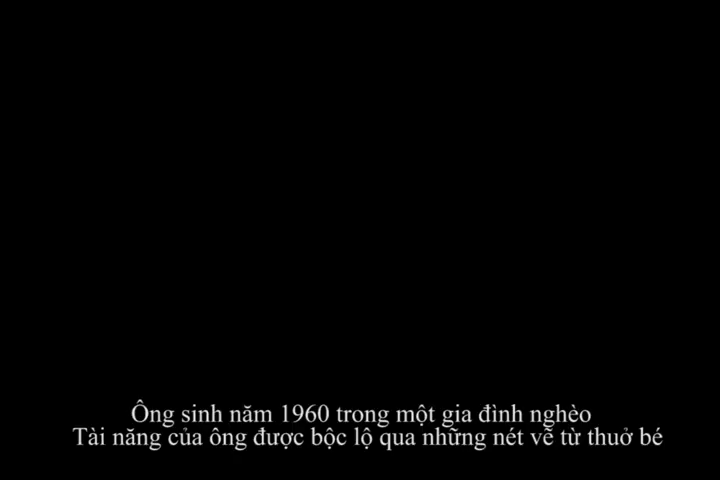 Ông sinh năm 1960 trong một gia đình nghèo
Tài năng của ông được bộc lộ qua những nét vẽ từ thuở bé